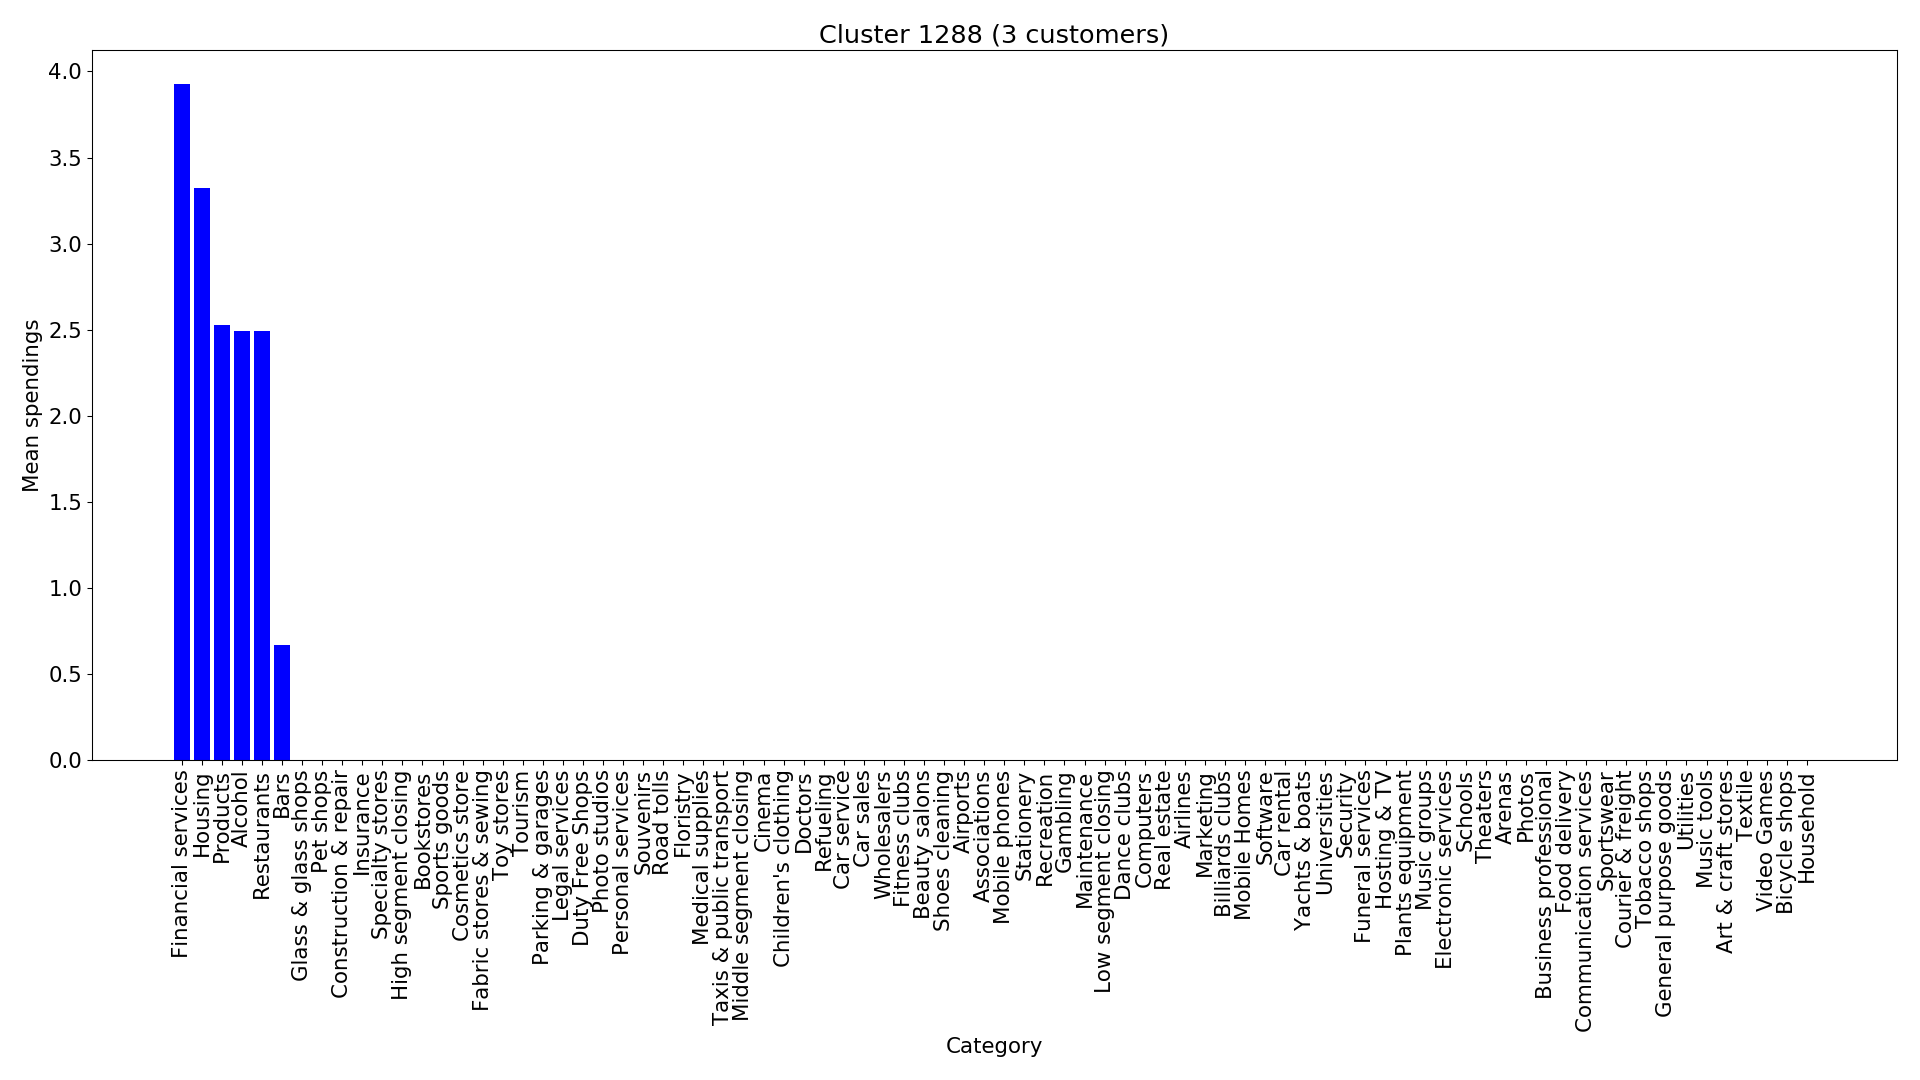 Cluster 1288 (3 customers)
Mean spendings
4.0
3.5
3.0
2.5
2.0
1.5
1.0
0.5
0.0
Financial services
Housing
Products
Alcohol
Restaurants
Bars
Glass & glass shops
Pet shops
Construction & repair
Insurance
Specialty stores
High segment closing
Bookstores
Sports goods
Cosmetics store
Fabric stores & sewing
Toy stores
Tourism
Parking & garages
Legal services
Duty Free Shops
Photo studios
Personal services
Souvenirs
Road tolls
Floristry
Medical supplies
Taxis & public transport
Middle segment closing
Cinema
Children's clothing
Doctors
Refueling
Car service
Car sales
Wholesalers
Fitness clubs
Beauty salons
Shoes cleaning
Airports
Associations
Mobile phones
Stationery
Recreation
Gambling
Maintenance
Low segment closing
Dance clubs
Computers
Real estate
Airlines
Marketing
Billiards clubs
Mobile Homes
Software
Car rental
Yachts & boats
Universities
Security
Funeral services
Hosting & TV
Plants equipment
Music groups
Electronic services
Schools
Theaters
Arenas
Photos
Business professional
Food delivery
Communication services
Sportswear
Courier & freight
Tobacco shops
General purpose goods
Utilities
Music tools
Art & craft stores
Textile
Video Games
Bicycle shops
Household
Category